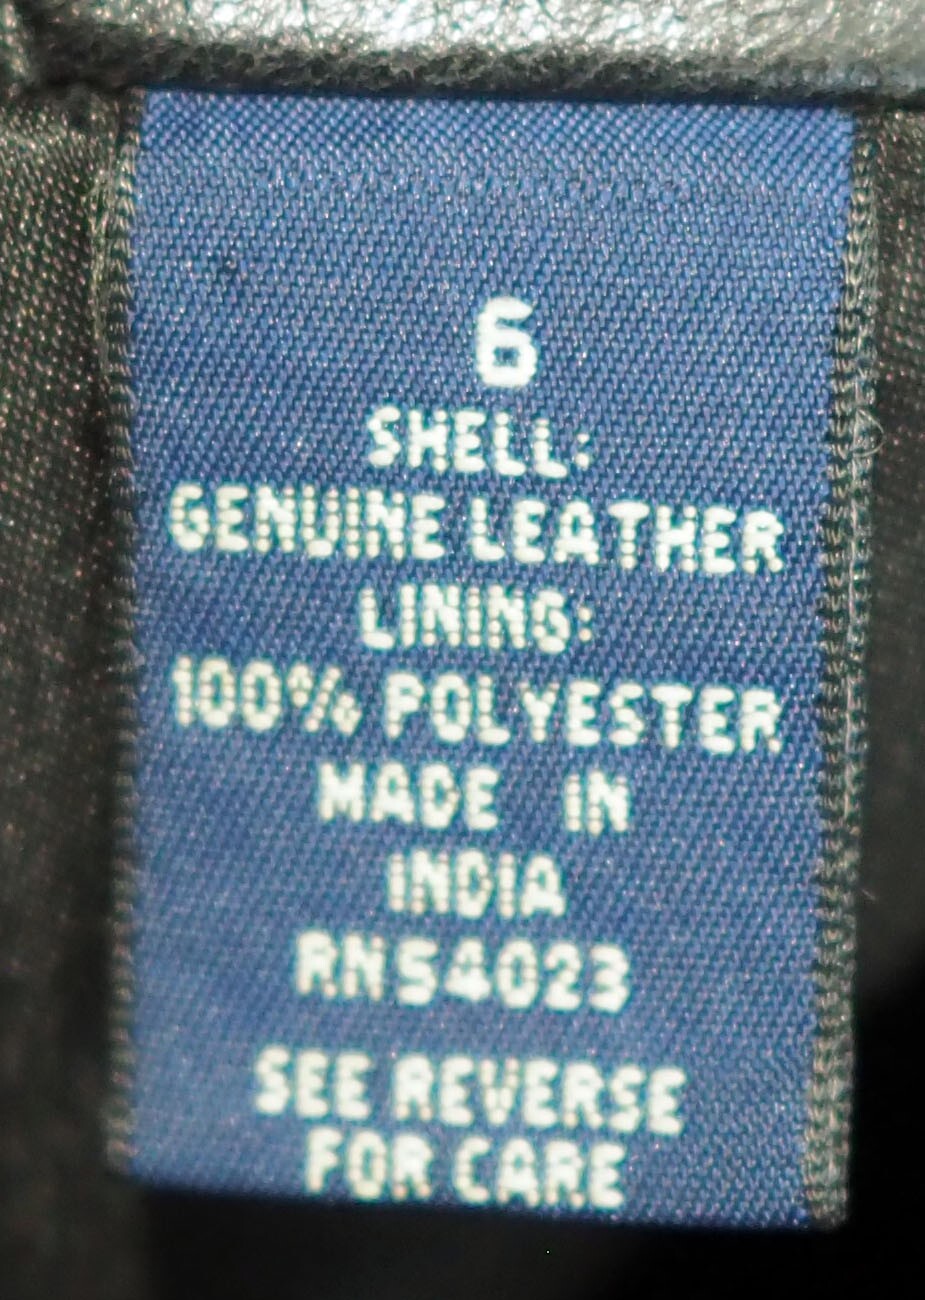 6
SHELL:
GENUINE LEATHER
LINING:
100% POLYESTER
MADE IN
INDIA
RN54023
SEE REVERSE
FOR CARE